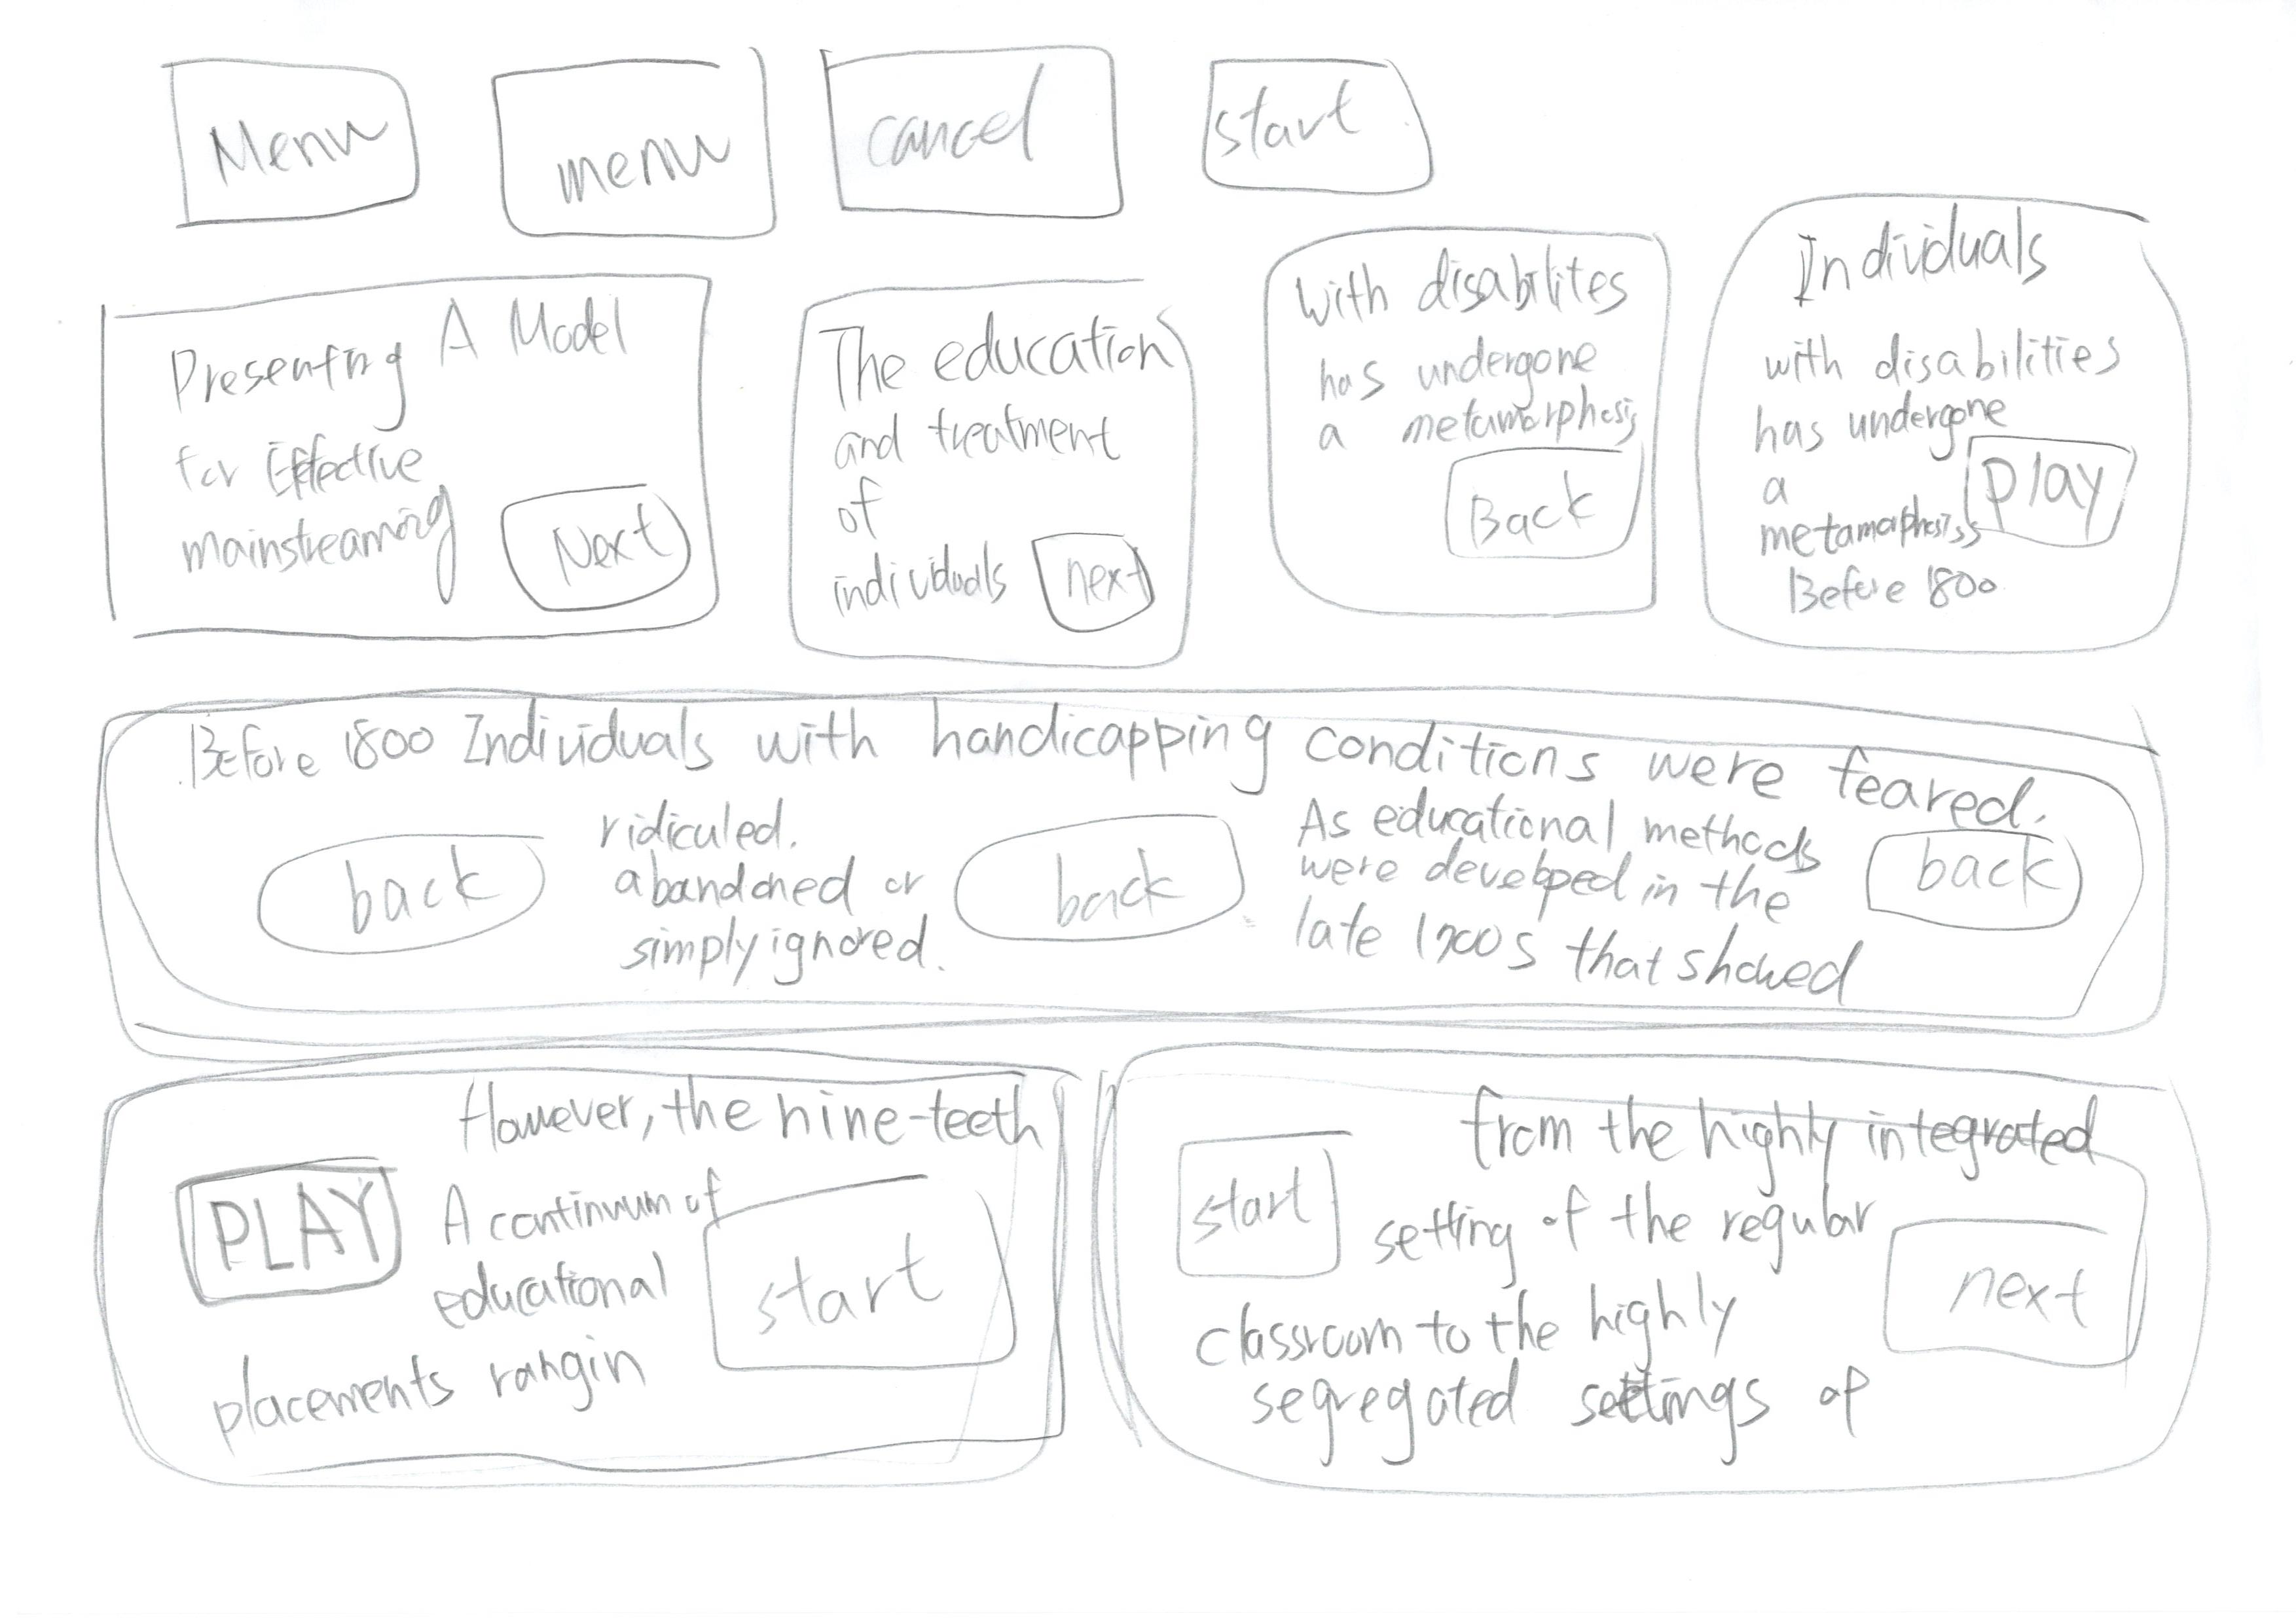 Menu
menu
cancel
start
Presenting A Model
for Effective
mainstreaming
Next
The education
and treatment
of
individuals
next
With disabilites
has undergone
a metamorphesis
Back
Individuals
with disabilities
has undergone
a
play
metamorphesiss
Before 1800
Before 1800 Individuals with handicapping conditions were feared.
back
ridiculed.
abandoned or
simply ignored.
back
As educational methods
were developed in the
late 1700s that showed
back
However, the nine-teeth
PLAY
A continuum of
educational
placements rangin
start
from the highly integrated
start
setting of the regular
classroom to the highly
segregated settings of
next